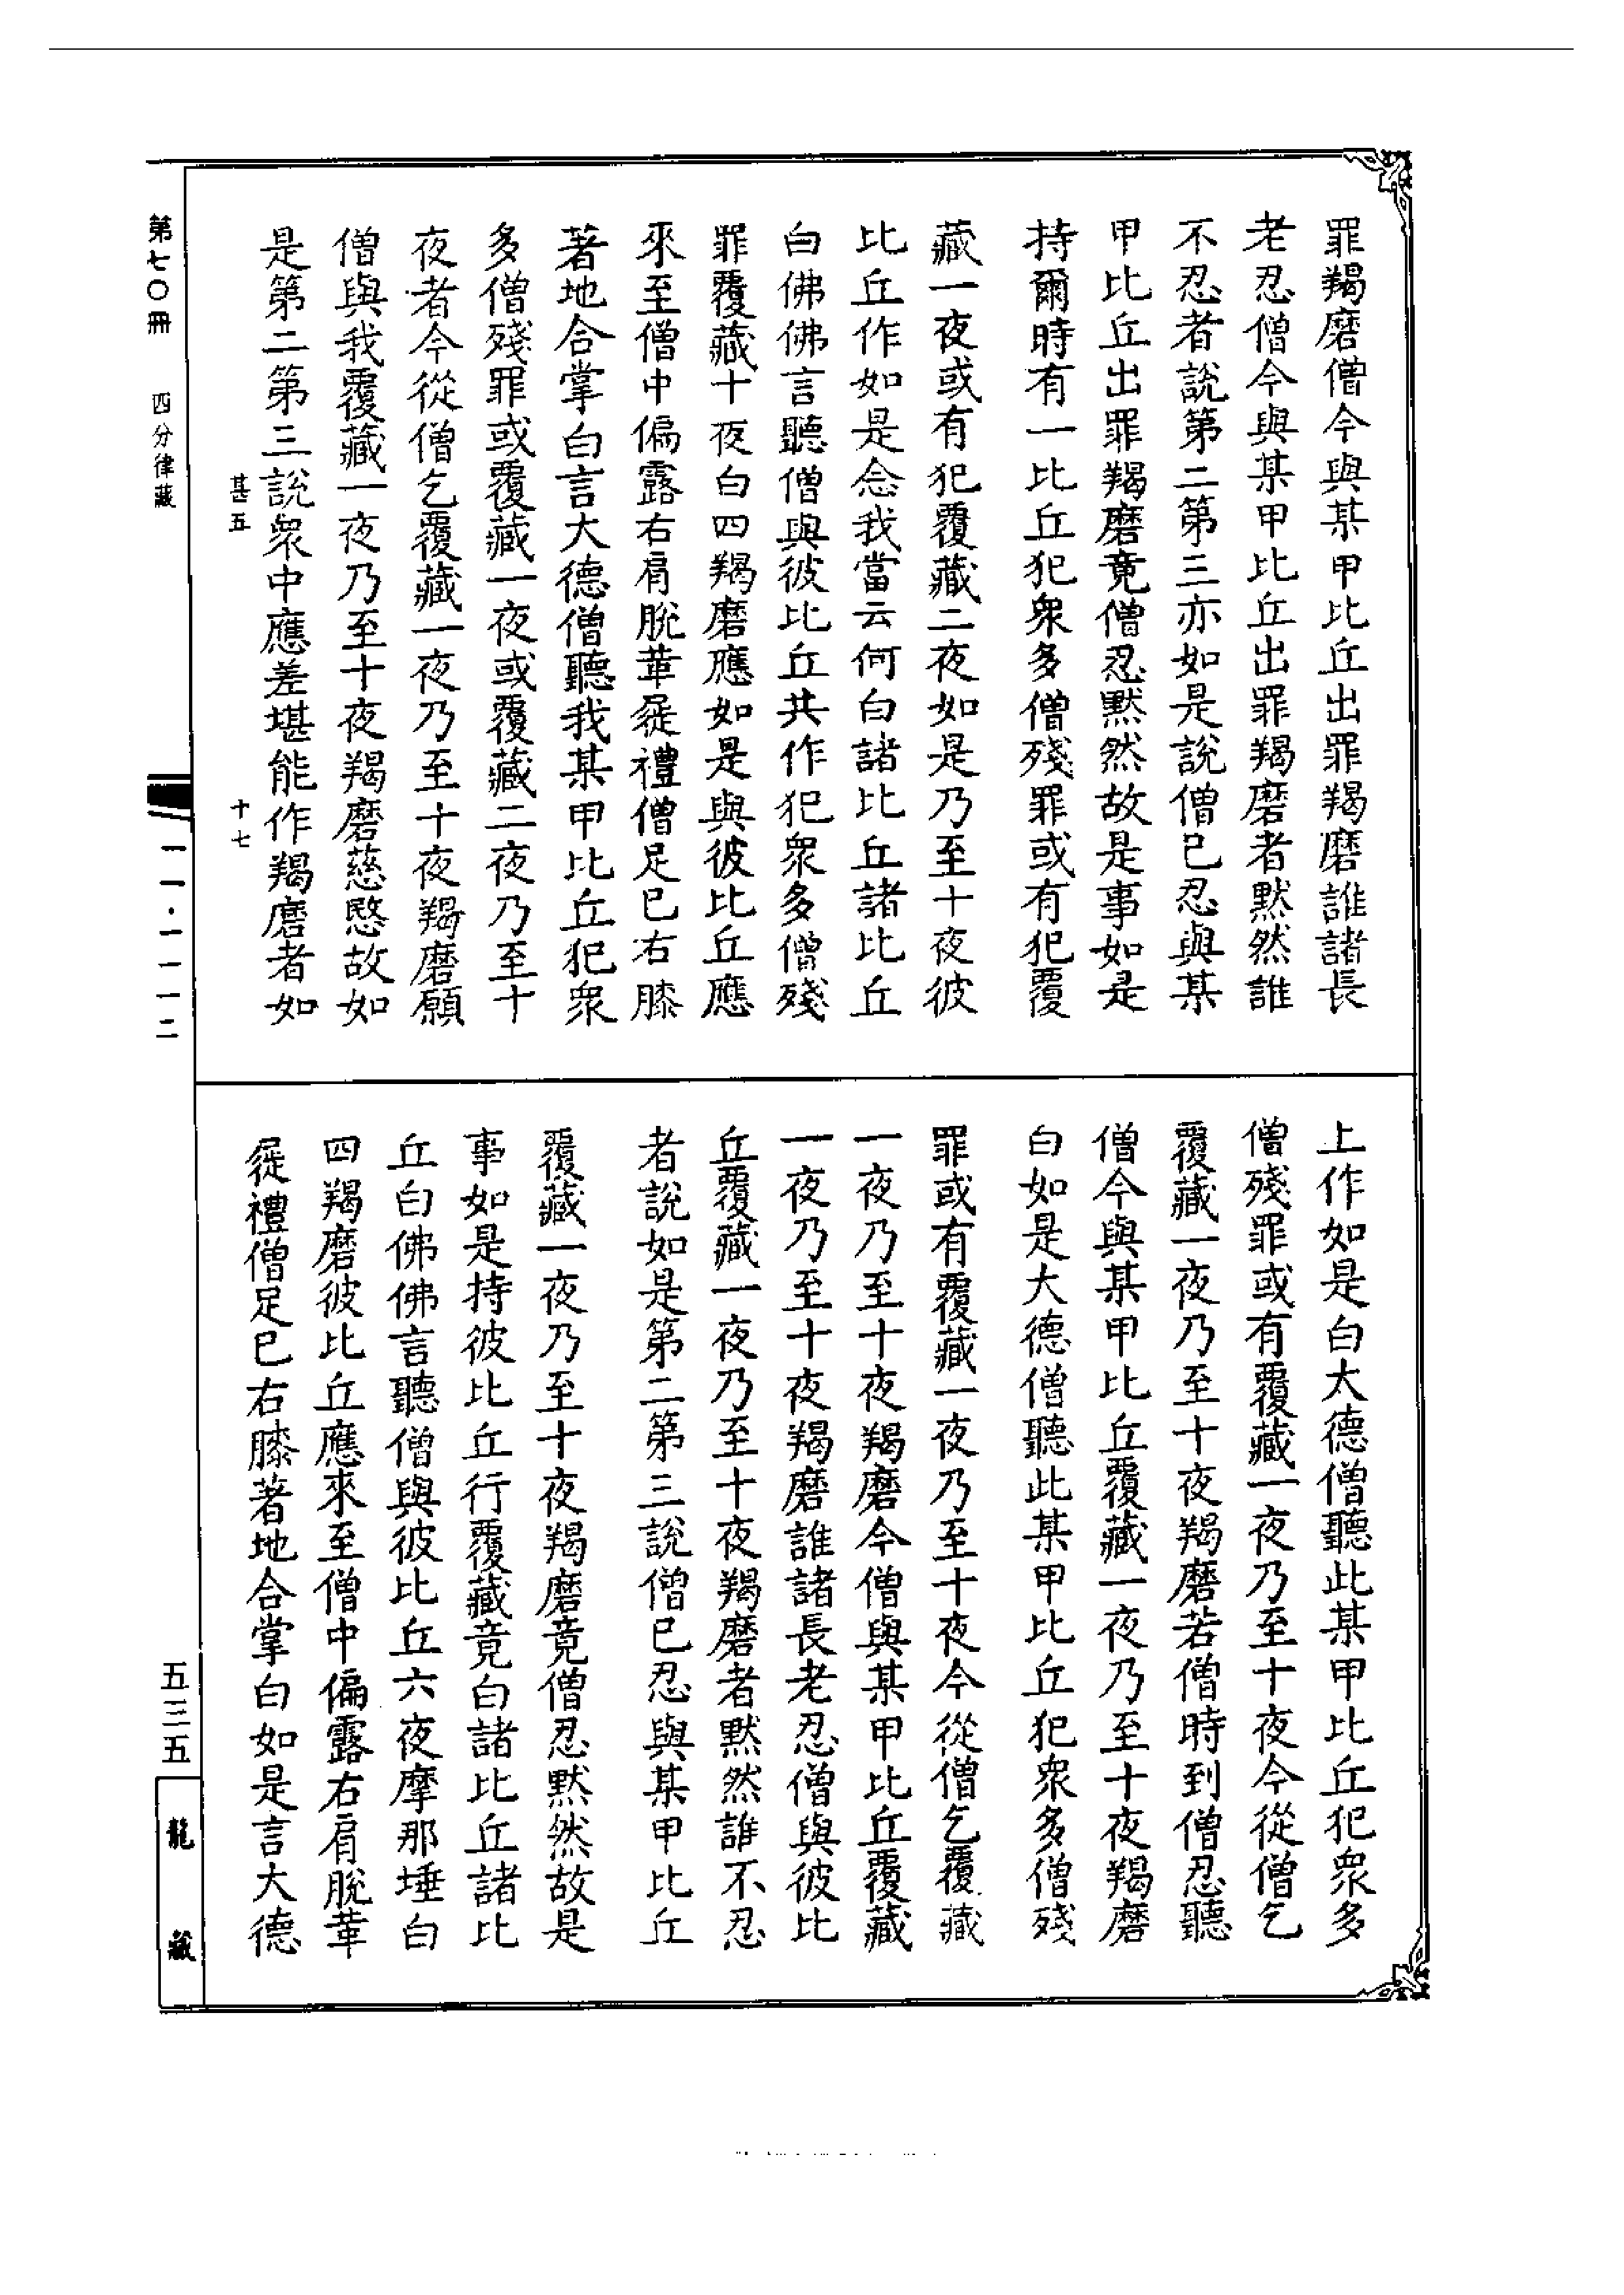 罪羯磨僧今與某甲比丘出罪羯磨誰諸長
老忍僧今與某甲比丘出罪羯磨者默然誰
不忍者說第二第三亦如是說僧已忍與某
甲比丘出罪羯磨竟僧忍默然故是事如是
持爾時有一比丘犯眾多僧殘罪或有犯覆
藏一夜或有犯覆藏二夜如是乃至十夜彼
比丘作如是念我當云何白諸比丘諸比丘
白佛佛言聽僧與彼比丘共作犯眾多僧殘
罪覆藏十夜白四羯磨應如是與彼比丘應
來至僧中偏露右肩脫革屣禮僧足已右膝
著地合掌白言大德僧聽我某甲比丘犯眾
多僧殘罪或覆藏一夜或覆藏二夜乃至十
夜者今從僧乞覆藏一夜乃至十夜羯磨願
僧與我覆藏一夜乃至十夜羯磨慈愍故如
是第二第三說眾中應差堪能作羯磨者如
甚五
十七
上作如是白大德僧聽此某甲比丘犯眾多
僧殘罪或有覆藏一夜乃至十夜今從僧乞
覆藏一夜乃至十夜羯磨若僧時到僧忍聽
僧今與某甲比丘覆藏一夜乃至十夜羯磨
白如是大德僧聽此某甲比丘犯眾多僧殘
罪或有覆藏一夜乃至十夜今從僧乞覆藏
一夜乃至十夜羯磨今僧與某甲比丘覆藏
一夜乃至十夜羯磨誰諸長老忍僧與彼比
丘覆藏一夜乃至十夜羯磨者默然誰不忍
者說如是第二第三說僧已忍與某甲比丘
覆藏一夜乃至十夜羯磨竟僧忍默然故是
事如是持彼比丘行覆藏竟白諸比丘諸比
丘白佛佛言聽僧與彼比丘六夜摩那埵白
四羯磨彼比丘應來至僧中偏露右肩脫革
屣禮僧足已右膝著地合掌白如是言大德
第七〇冊
四分律藏
一一·一一一二
五三五
龍藏